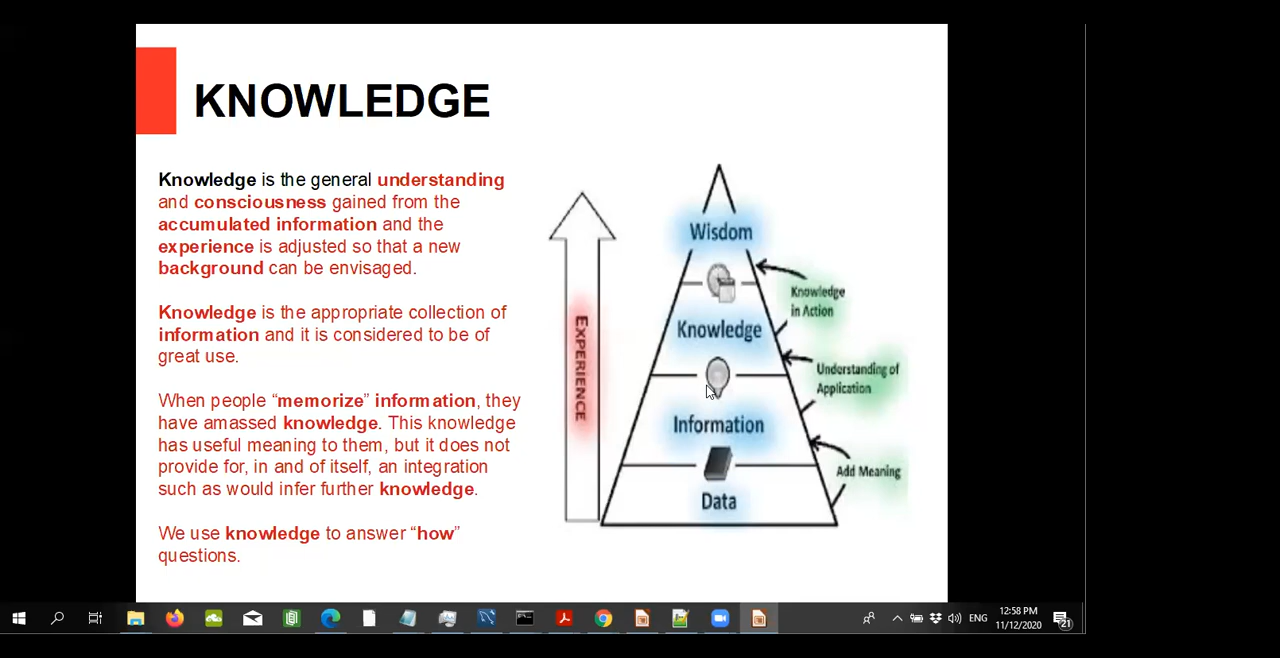 KNOWLEDGE
Knowledge is the general understanding
and consciousness gained from the
accumulated information and the
experience is adjusted so that a new
background can be envisaged.
Knowledge is the appropriate collection of
information and it is considered to be of
great use.
When people “memorize” information, they
have amassed knowledge. This knowledge
has useful meaning to them, but it does not
provide for, in and of itself, an integration
such as would infer further knowledge.
We use knowledge to answer “how”
questions.
EXPERIENCE
Wisdom
Knowledge
in Action
Knowledge
Understanding of
Application
Information
Add Meaning
Data
ENG
12:58 PM
11/12/2020
21